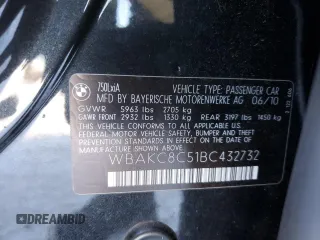 750LxiA
VEHICLE TYPE: PASSENGER CAR
MFD BY BAYERISCHE MOTORENWERKE AG 06/10
GVWR 5963 lbs 2705 kg
GAWR FRONT 2932 lbs 1330 kg REAR 3197 lbs 1450 kg
THIS VEHICLE CONFORMS TO ALL APPLICABLE U.S.
FEDERAL MOTOR VEHICLE SAFETY, BUMPER, AND THEFT
PREVENTION STANDARDS IN EFFECT ON THE DATE OF
MANUFACTURE SHOWN ABOVE.
WBAKC8C51BC432732
DREAMBID